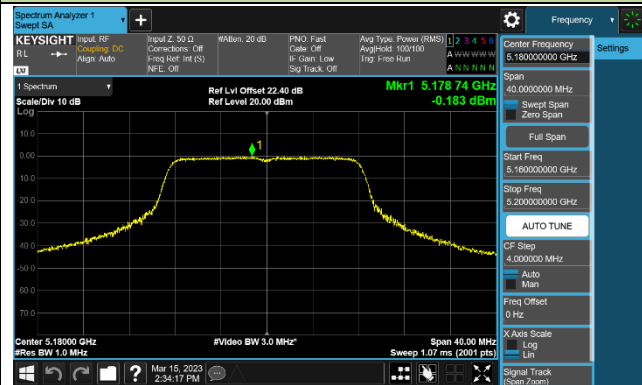 Spectrum Analyzer 1
Swept SA
Frequency
KEYSIGHT
RL
LXI
Input: RF
Coupling: DC
Align: Auto
Input Z: 50 Ω
Corrections: Off
Freq Ref: Int (S)
NFE: Off
#Atten: 20 dB
PNO: Fast
Gate: Off
IF Gain: Low
Sig Track: Off
Avg Type: Power (RMS)
Avg|Hold: 100/100
Trig: Free Run
1 2 3 4 5 6
A W W W W W
A N N N N N
1 Spectrum
Scale/Div 10 dB
Log
Ref Lvl Offset 22.40 dB
Ref Level 20.00 dBm
Mkr1 5.178 74 GHz
-0.183 dBm
1
10.0
0.00
-10.0
-20.0
-30.0
-40.0
-50.0
-60.0
-70.0
Center 5.18000 GHz
#Res BW 1.0 MHz
#Video BW 3.0 MHz*
Span 40.00 MHz
Sweep 1.07 ms (2001 pts)
Mar 15, 2023
2:34:17 PM
Center Frequency
5.180000000 GHz
Settings
Span
40.0000000 MHz
Swept Span
Zero Span
Full Span
Start Freq
5.160000000 GHz
Stop Freq
5.200000000 GHz
AUTO TUNE
CF Step
4.000000 MHz
Auto
Man
Freq Offset
0 Hz
X Axis Scale
Log
Lin
Signal Track
(Span Zoom)